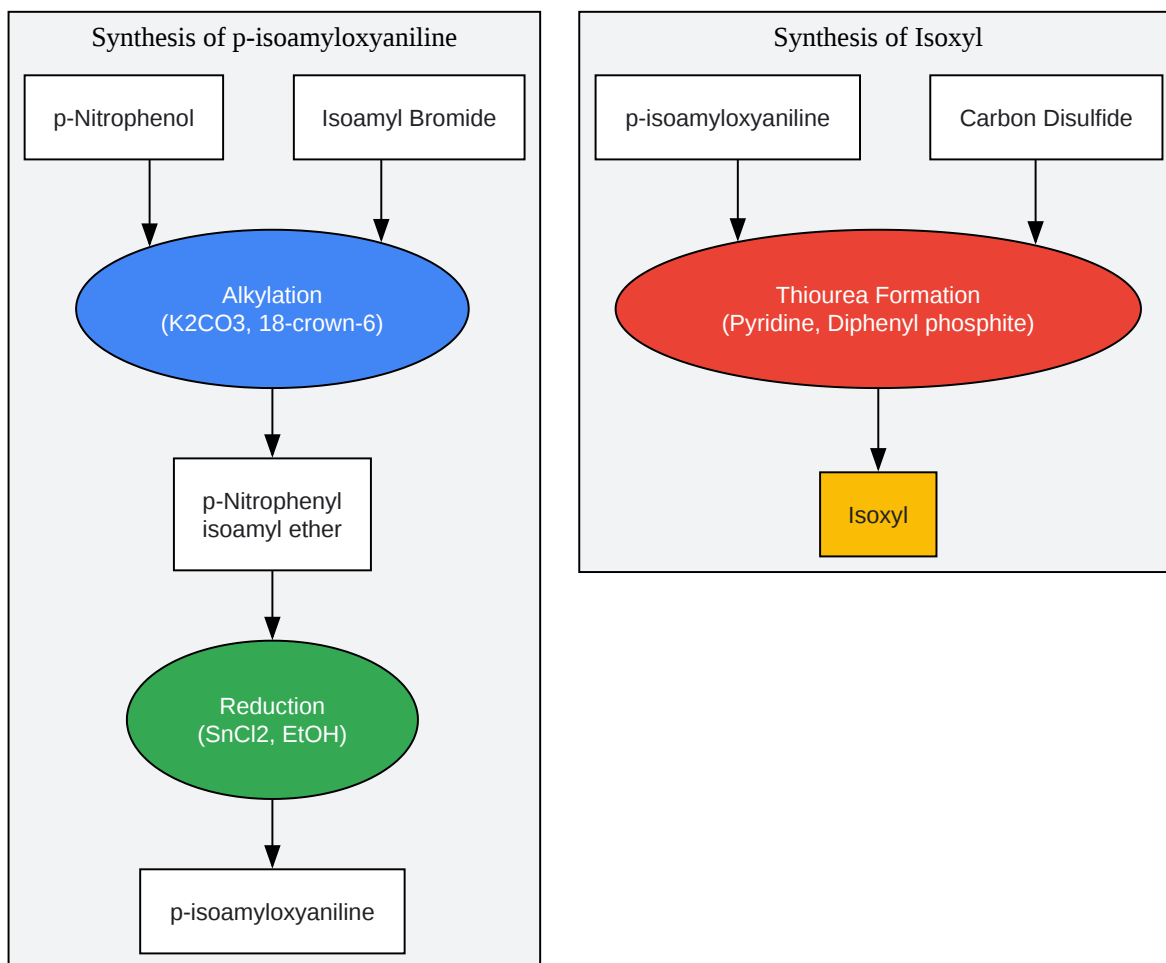 Synthesis of p-isoamyloxyaniline
p-Nitrophenol
Isoamyl Bromide
Alkylation
(K2CO3, 18-crown-6)
p-Nitrophenyl
isoamyl ether
Reduction
(SnCl2, EtOH)
p-isoamyloxyaniline
Synthesis of Isoxyl
p-isoamyloxyaniline
Carbon Disulfide
Thiourea Formation
(Pyridine, Diphenyl phosphite)
Isoxyl